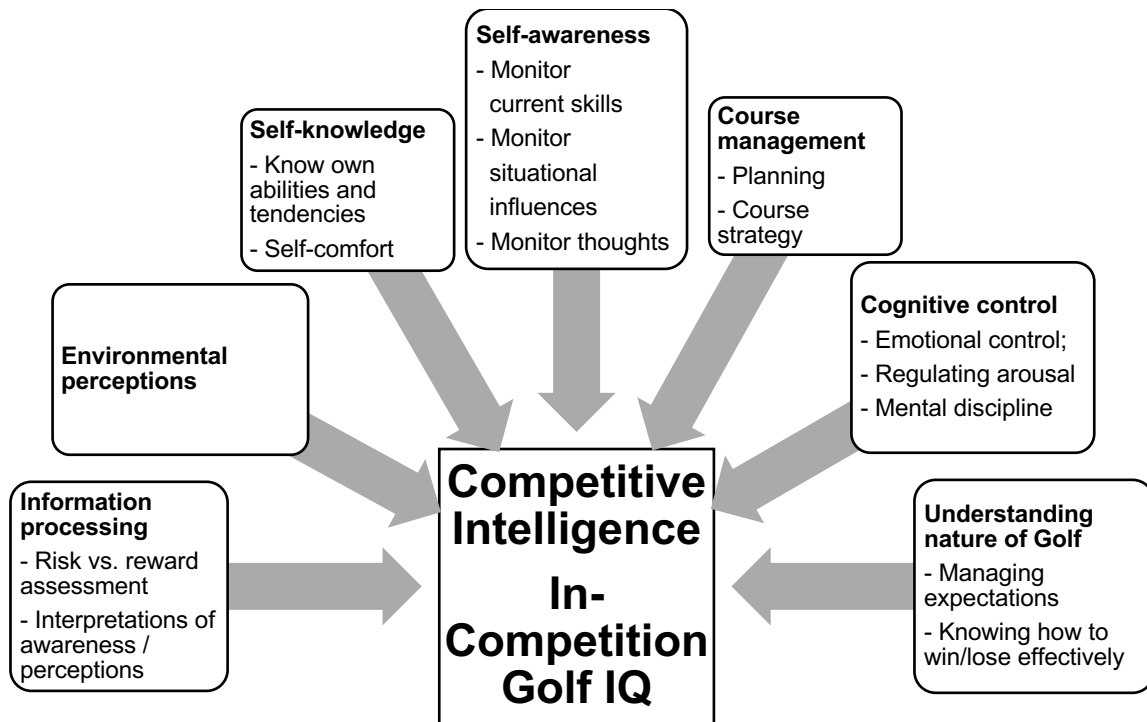 Self-awareness
- Monitor
current skills
- Monitor
situational
influences
- Monitor thoughts
Self-knowledge
- Know own
abilities and
tendencies
- Self-comfort
Course
management
- Planning
- Course
strategy
Environmental
perceptions
Cognitive control
- Emotional control;
- Regulating arousal
- Mental discipline
Information
processing
- Risk vs. reward
assessment
- Interpretations of
awareness /
perceptions
Competitive
Intelligence
In-
Competition
Golf IQ
Understanding
nature of Golf
- Managing
expectations
- Knowing how to
win/lose effectively